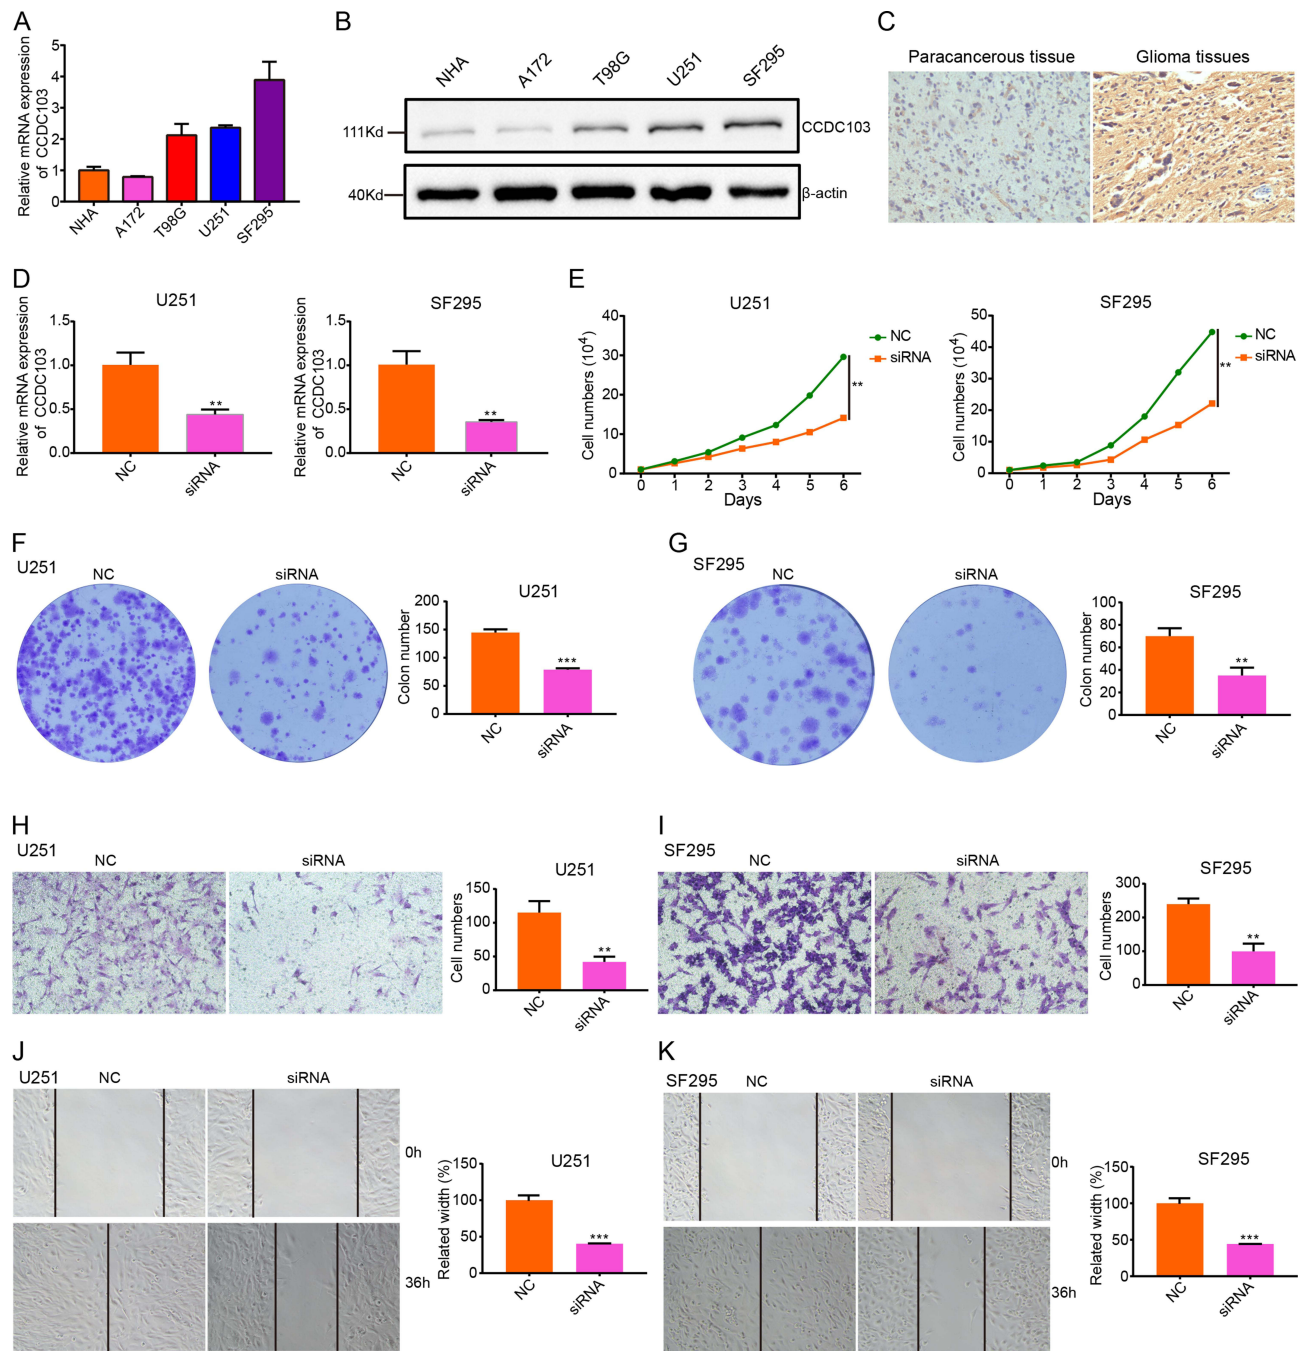 A
Relative mRNA expression
of CCDC103
5
4
3
2
1
0
NHA
A172
T98G
U251
SF295
B
NHA
A172
T98G
U251
SF295
111Kd
CCDC103
40Kd
β-actin
C
Paracancerous tissue
Glioma tissues
D
U251
Relative mRNA expression
of CCDC103
1.5
1.0
0.5
0.0
**
NC
siRNA
SF295
Relative mRNA expression
of CCDC103
1.5
1.0
0.5
0.0
**
NC
siRNA
E
U251
Cell numbers (10⁴)
40
30
20
10
0
0 1 2 3 4 5 6
Days
NC
siRNA
**
SF295
Cell numbers (10⁴)
50
40
30
20
10
0
0 1 2 3 4 5 6
Days
NC
siRNA
**
F
U251
NC
siRNA
U251
Colon number
200
150
100
50
0
***
NC
siRNA
G
SF295
NC
siRNA
SF295
Colon number
100
80
60
40
20
0
**
NC
siRNA
H
U251
NC
siRNA
U251
Cell numbers
150
100
50
0
**
NC
siRNA
I
SF295
NC
siRNA
SF295
Cell numbers
300
200
100
0
**
NC
siRNA
J
U251
NC
siRNA
0h
36h
U251
Related width (%)
150
100
50
0
***
NC
siRNA
K
SF295
NC
siRNA
0h
36h
SF295
Related width (%)
150
100
50
0
***
NC
siRNA